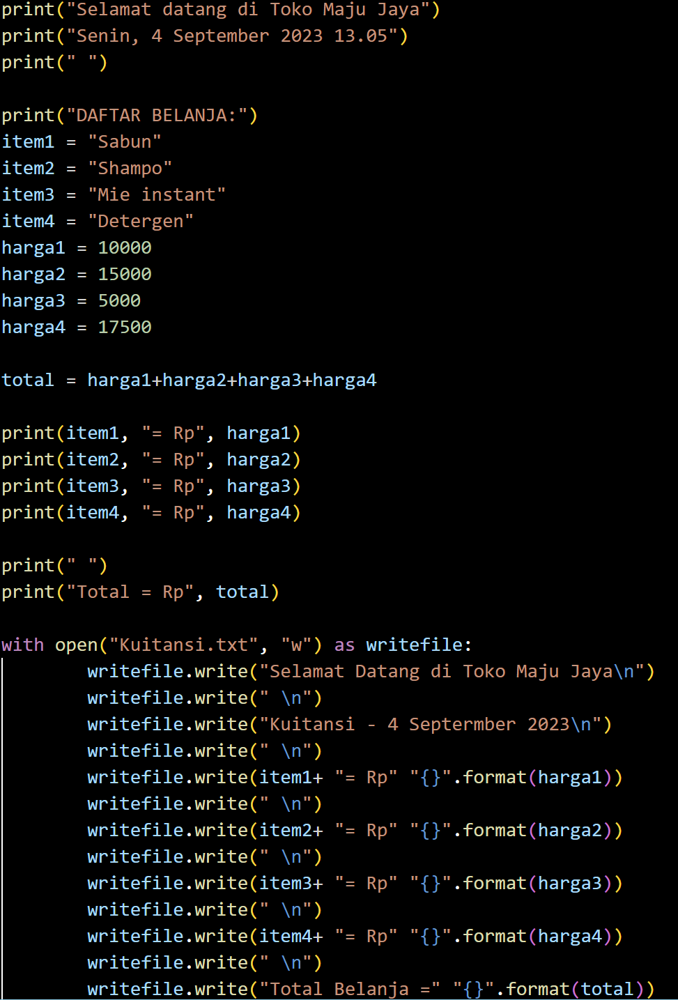 print("Selamat datang di Toko Maju Jaya")
print("Senin, 4 September 2023 13.05")
print(" ")

print("DAFTAR BELANJA:")
item1 = "Sabun"
item2 = "Shampo"
item3 = "Mie instant"
item4 = "Detergen"
harga1 = 10000
harga2 = 15000
harga3 = 5000
harga4 = 17500

total = harga1+harga2+harga3+harga4

print(item1, "= Rp", harga1)
print(item2, "= Rp", harga2)
print(item3, "= Rp", harga3)
print(item4, "= Rp", harga4)

print(" ")
print("Total = Rp", total)

with open("Kuitansi.txt", "w") as writefile:
        writefile.write("Selamat Datang di Toko Maju Jaya\n")
        writefile.write(" \n")
        writefile.write("Kuitansi - 4 Septermber 2023\n")
        writefile.write(" \n")
        writefile.write(item1+ "= Rp" "{}".format(harga1))
        writefile.write(" \n")
        writefile.write(item2+ "= Rp" "{}".format(harga2))
        writefile.write(" \n")
        writefile.write(item3+ "= Rp" "{}".format(harga3))
        writefile.write(" \n")
        writefile.write(item4+ "= Rp" "{}".format(harga4))
        writefile.write(" \n")
        writefile.write("Total Belanja =" "{}".format(total))